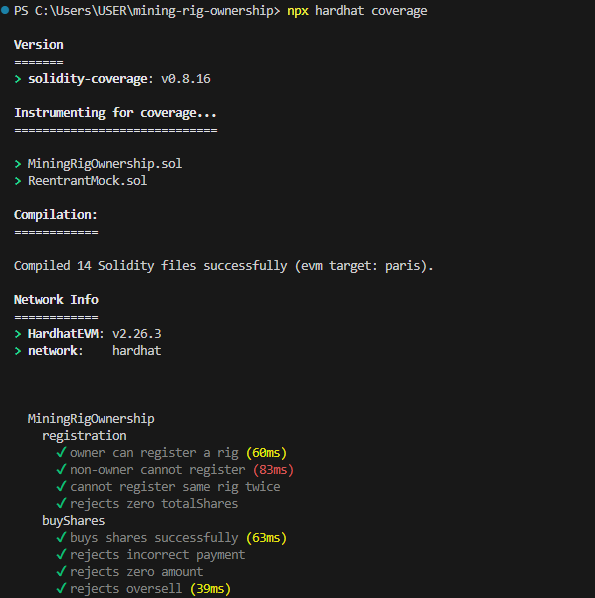 PS C:\Users\USER\mining-rig-ownership> npx hardhat coverage
Version
=======
> solidity-coverage: v0.8.16
Instrumenting for coverage...
=============================
> MiningRigOwnership.sol
> ReentrantMock.sol
Compilation:
============
Compiled 14 Solidity files successfully (evm target: paris).
Network Info
============
> HardhatEVM: v2.26.3
> network:    hardhat
MiningRigOwnership
registration
✓ owner can register a rig (60ms)
✓ non-owner cannot register (83ms)
✓ cannot register same rig twice
✓ rejects zero totalShares
buyShares
✓ buys shares successfully (63ms)
✓ rejects incorrect payment
✓ rejects zero amount
✓ rejects oversell (39ms)